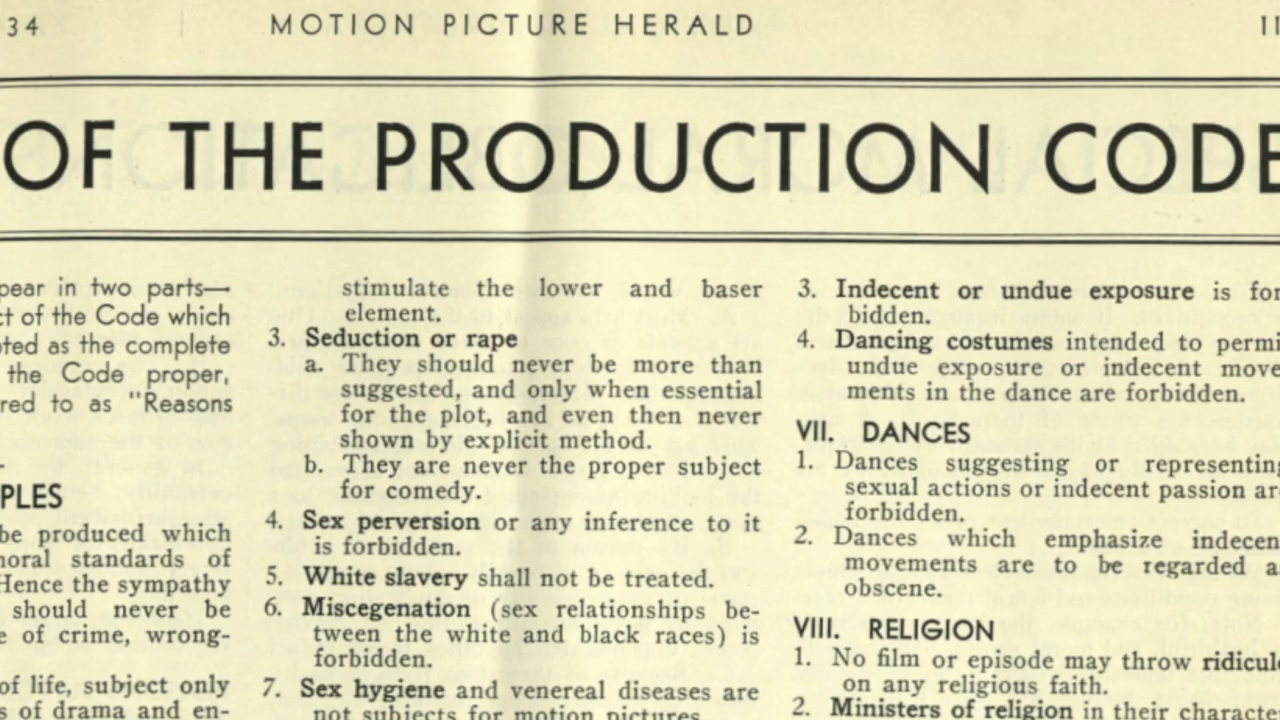 34
MOTION PICTURE HERALD
OF THE PRODUCTION CODE
in two parts—
of the Code which
as the complete
the Code proper,
to as "Reasons
be produced which
standards of
Hence the sympathy
should never be
of crime, wrong-
of life, subject only
of drama and en-
stimulate the lower and baser
element.
3. Seduction or rape
a. They should never be more than
suggested, and only when essential
for the plot, and even then never
shown by explicit method.
b. They are never the proper subject
for comedy.
4. Sex perversion or any inference to it
is forbidden.
5. White slavery shall not be treated.
6. Miscegenation (sex relationships be-
tween the white and black races) is
forbidden.
7. Sex hygiene and venereal diseases are
not subjects for motion pictures.
3. Indecent or undue exposure is for
bidden.
4. Dancing costumes intended to permi
undue exposure or indecent move
ments in the dance are forbidden.
VII. DANCES
1. Dances suggesting or representing
sexual actions or indecent passion are
forbidden.
2. Dances which emphasize indecen
movements are to be regarded a
obscene.
VIII. RELIGION
1. No film or episode may throw ridicule
on any religious faith.
2. Ministers of religion in their characte